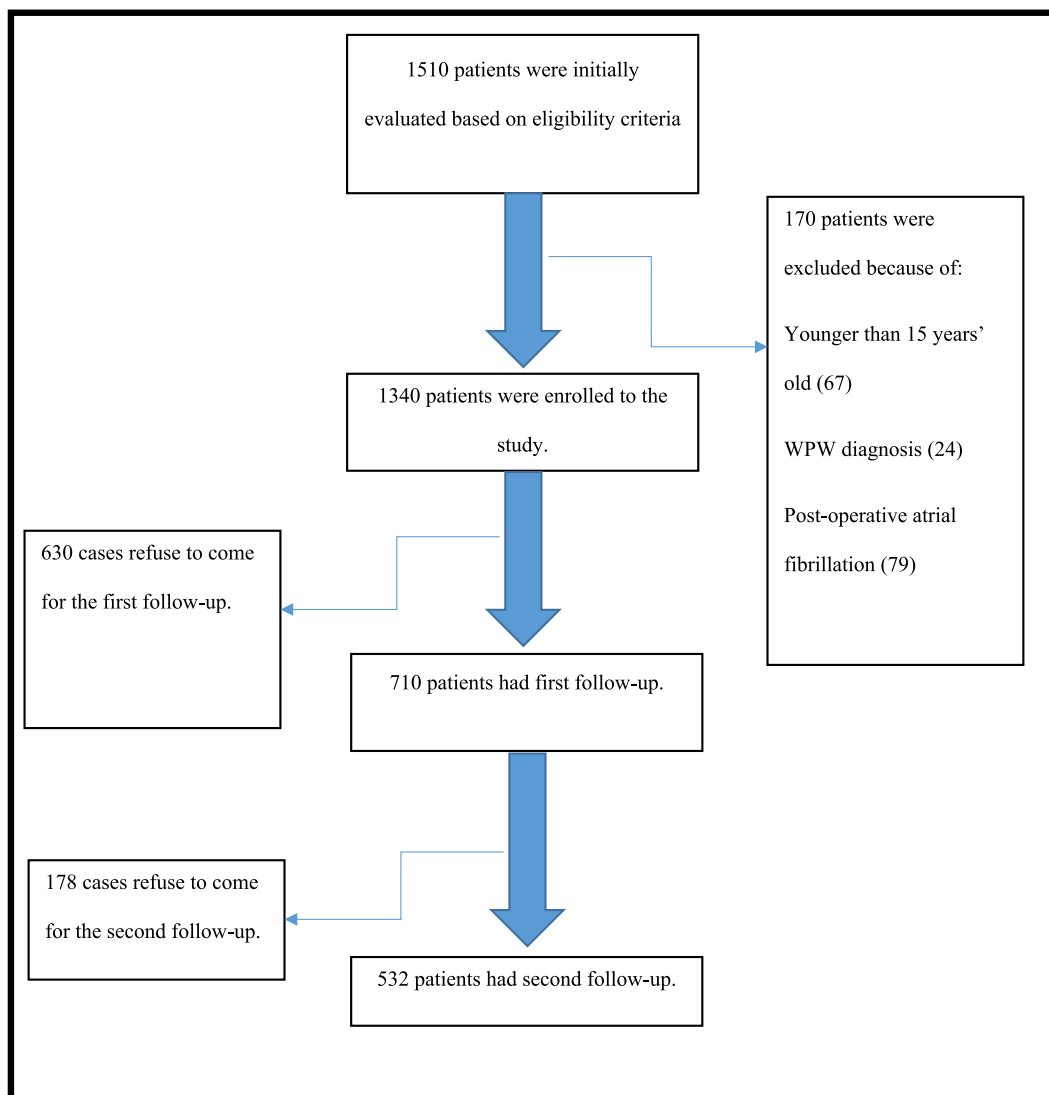 1510 patients were initially
evaluated based on eligibility criteria
170 patients were
excluded because of:
Younger than 15 years’
old (67)
WPW diagnosis (24)
Post-operative atrial
fibrillation (79)
1340 patients were enrolled to the
study.
630 cases refuse to come
for the first follow-up.
710 patients had first follow-up.
178 cases refuse to come
for the second follow-up.
532 patients had second follow-up.